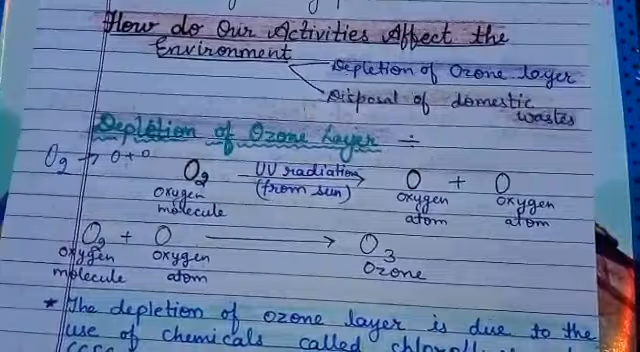 How do Our Activities Affect the
Environment
Depletion of Ozone layer
Disposal of domestic
wastes
Depletion of Ozone Layer ÷
O2 → O + O
O2 UV radiation (from sun) → O + O
oxygen molecule oxygen atom oxygen atom
O2 + O → O3
oxygen molecule oxygen atom Ozone
* The depletion of ozone layer is due to the
use of chemicals called